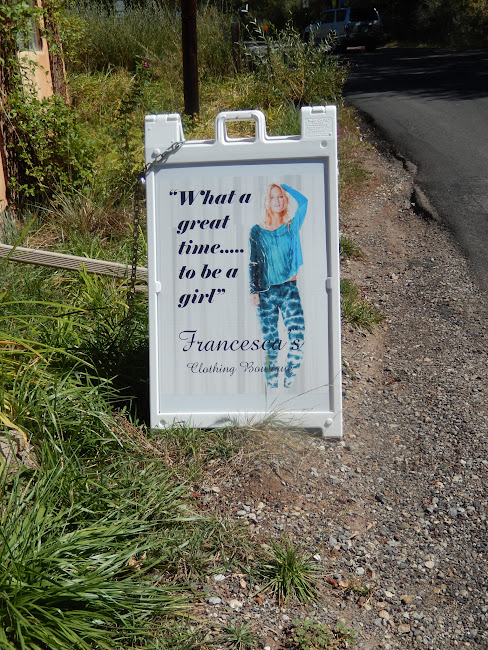 “What a
great
time.....
to be a
girl”
Francesca's
Clothing Boutique